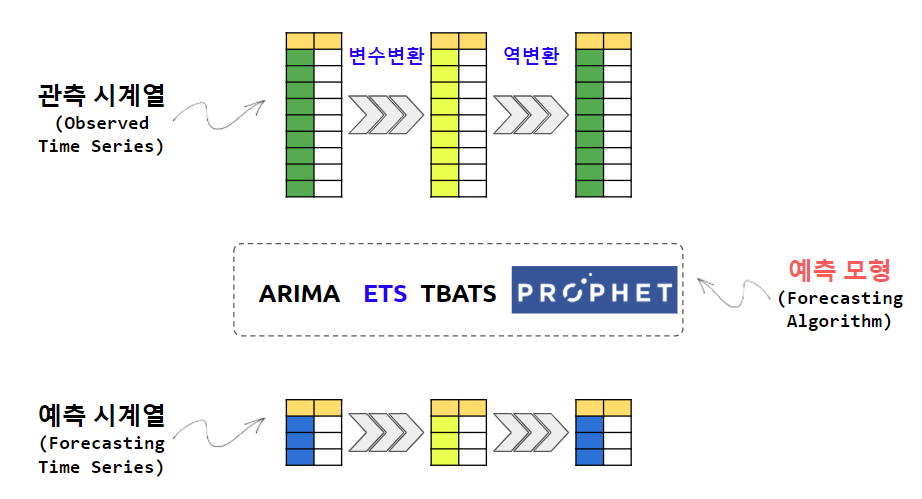 변수변환
역변환
관측 시계열
(Observed
Time Series)
ARIMA ETS TBATS PROPHET
예측 모형
(Forecasting
Algorithm)
예측 시계열
(Forecasting
Time Series)